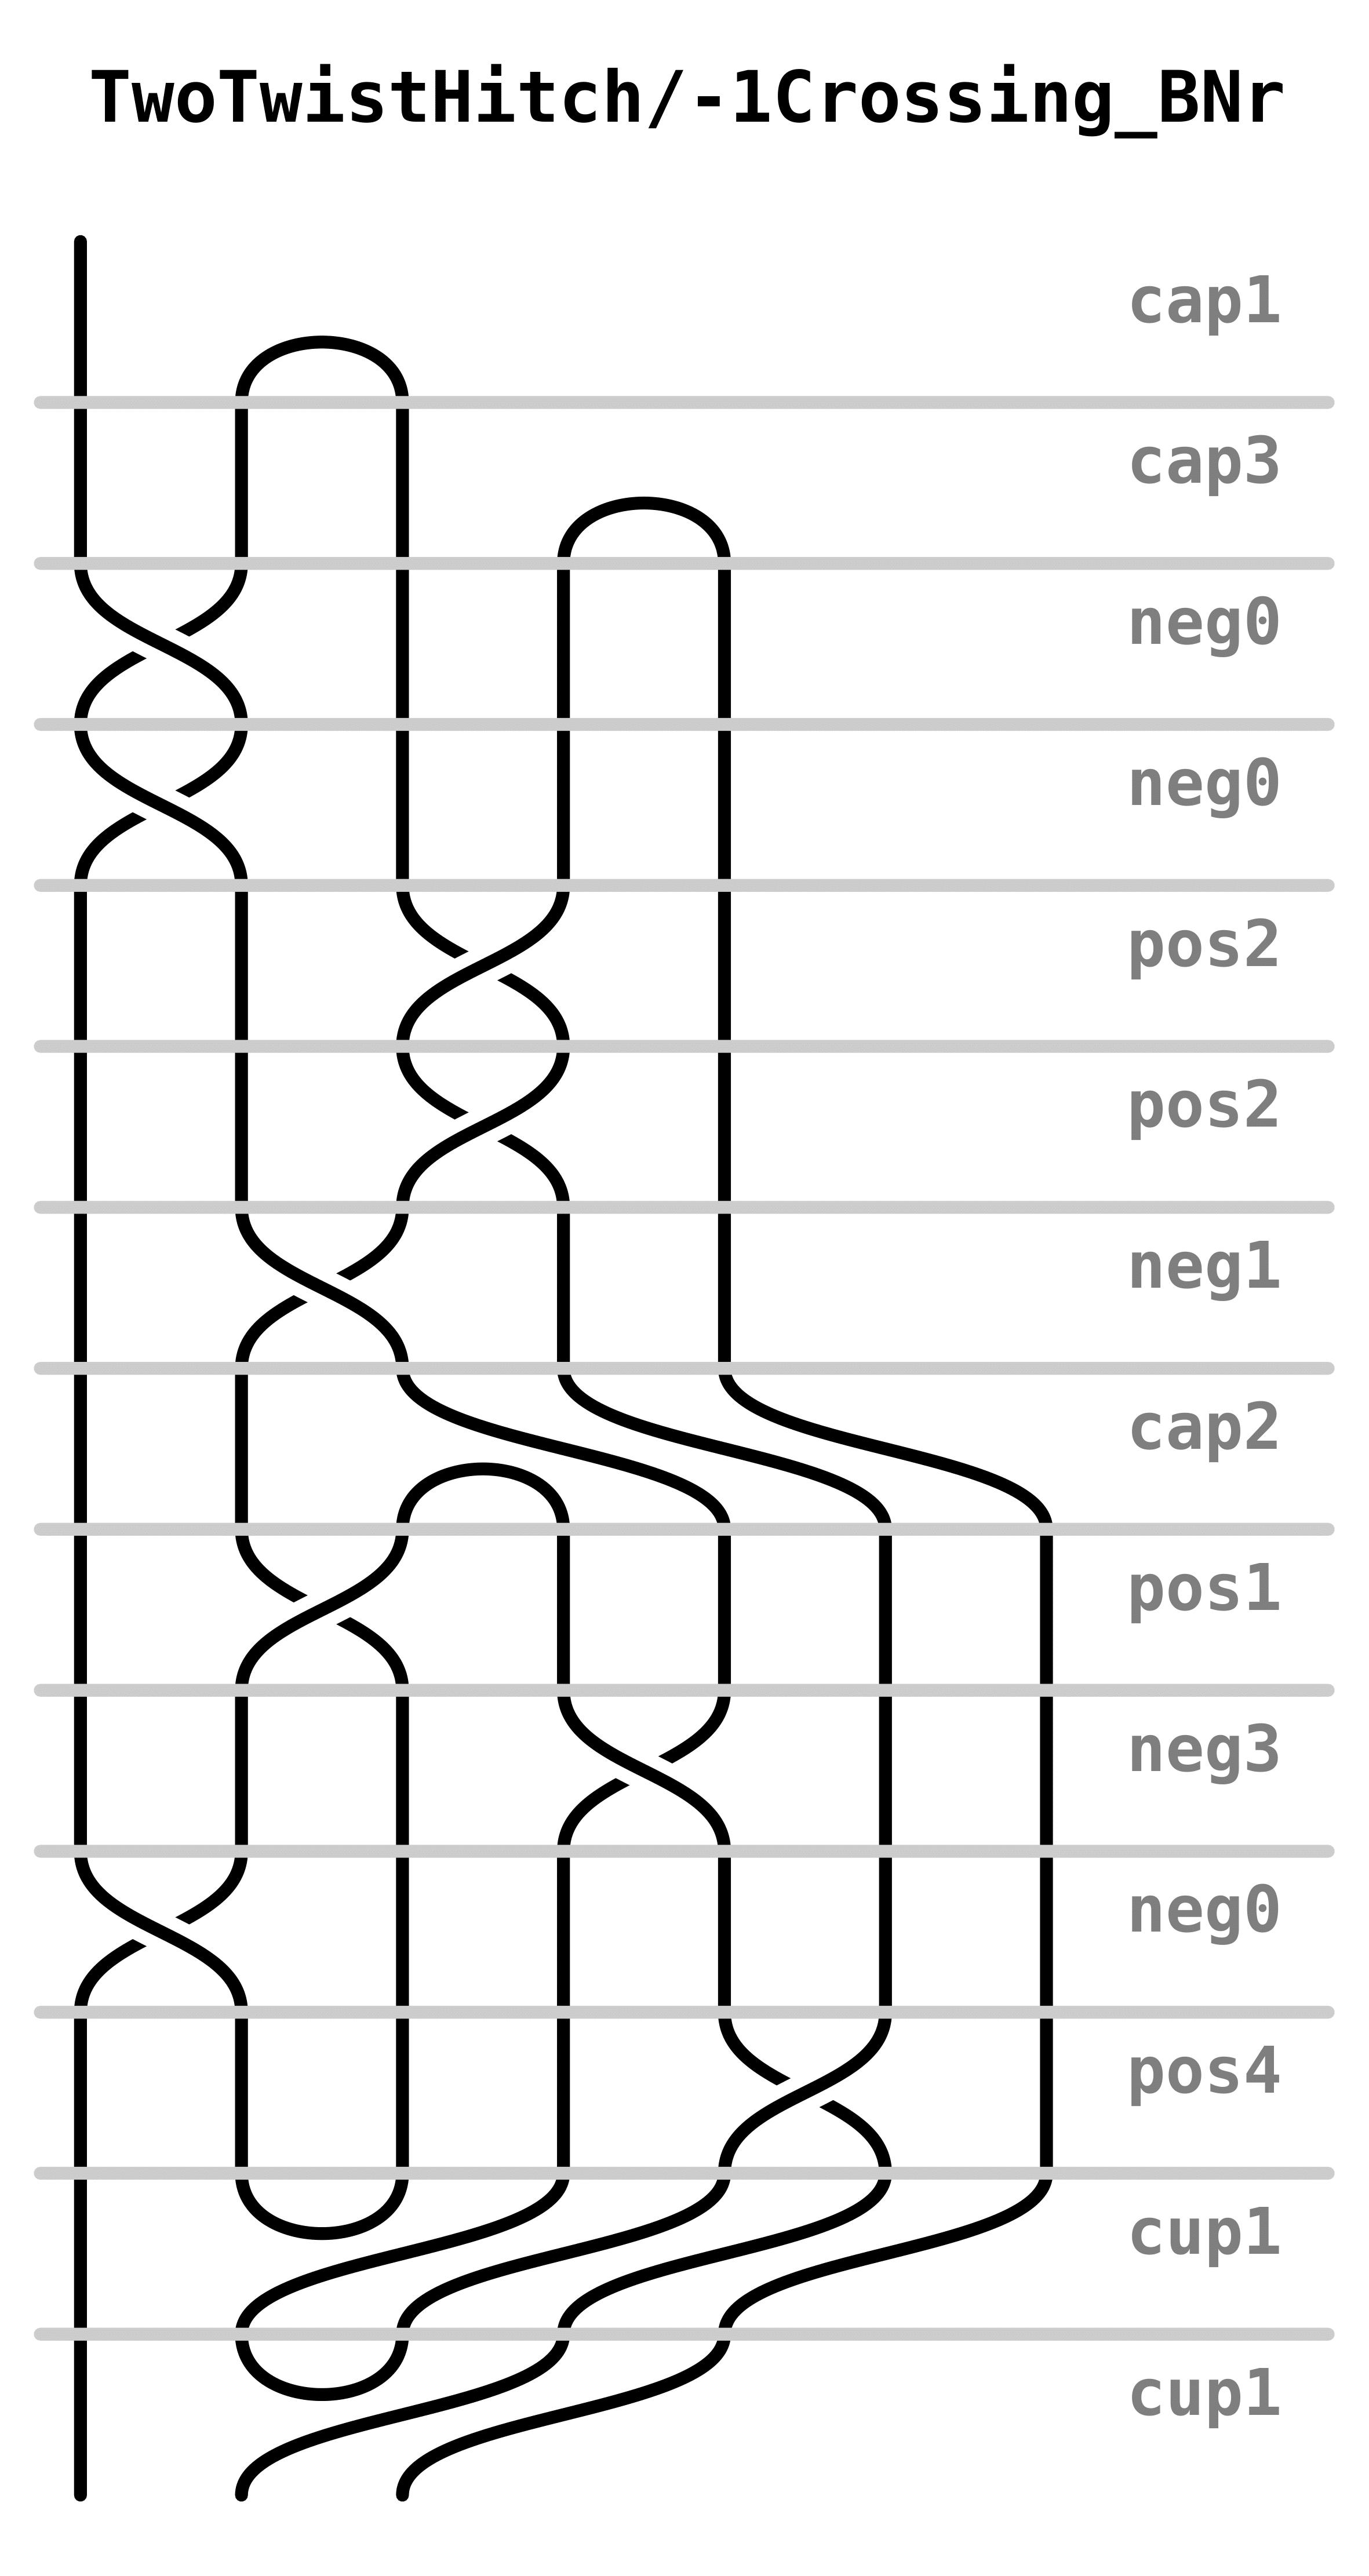 TwoTwistHitch/-1Crossing_BNr
cap1
cap3
neg0
neg0
pos2
pos2
neg1
cap2
pos1
neg3
neg0
pos4
cup1
cup1